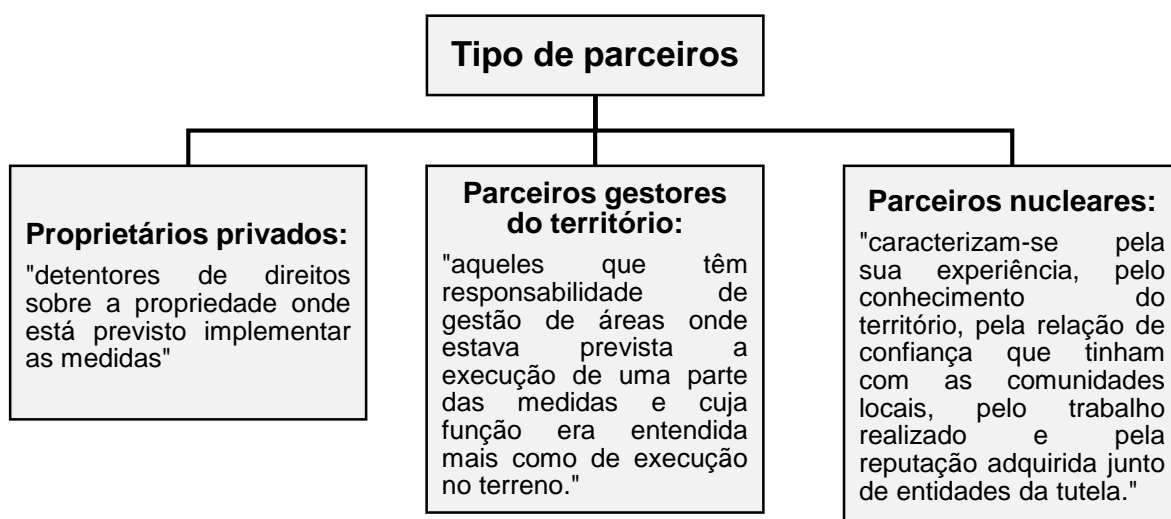 Tipo de parceiros
Proprietários privados:
"detentores de direitos
sobre a propriedade onde
está previsto implementar
as medidas"
Parceiros gestores
do território:
"aqueles que têm
responsabilidade de
gestão de áreas onde
estava prevista a
execução de uma parte
das medidas e cuja
função era entendida
mais como de execução
no terreno."
Parceiros nucleares:
"caracterizam-se pela
sua experiência, pelo
conhecimento do
território, pela relação de
confiança que tinham
com as comunidades
locais, pelo trabalho
realizado e pela
reputação adquirida junto
de entidades da tutela."